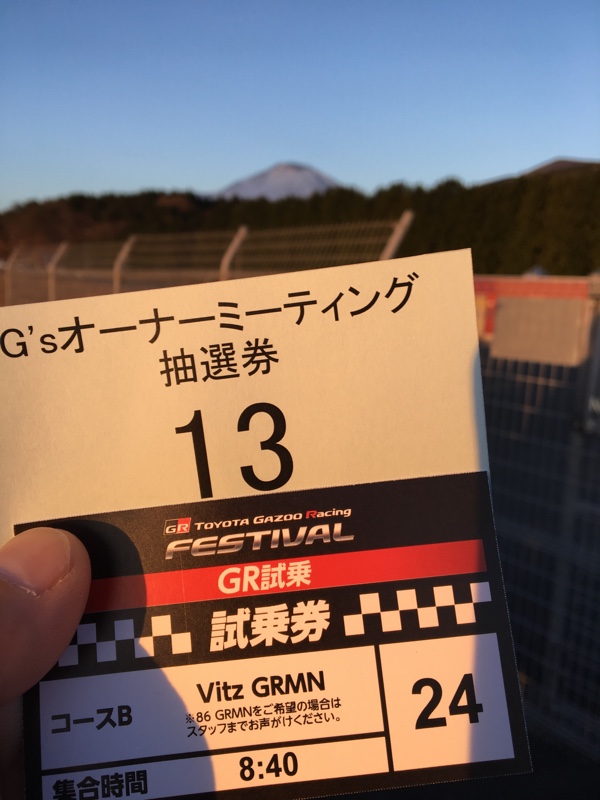 G'sオーナーミーティング
抽選券
13
GR TOYOTA GAZOO Racing
FESTIVAL
GR試乗
試乗券
コースB
Vitz GRMN
※86 GRMNをご希望の場合は
スタッフまでお声がけください。
24
集合時間
8:40